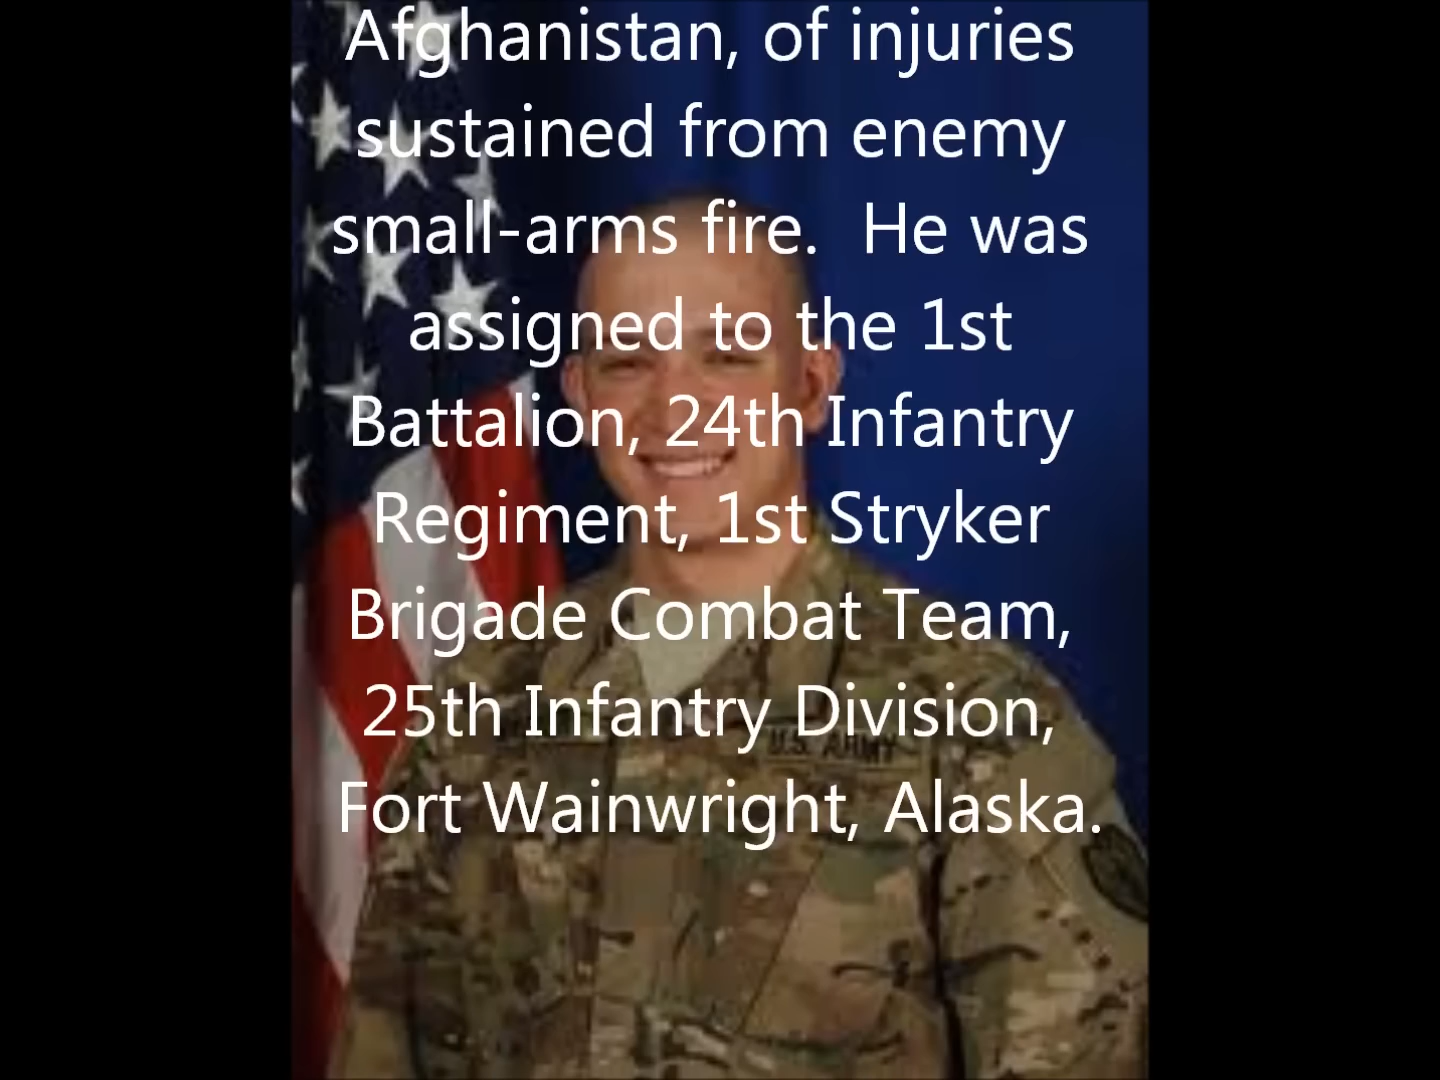 Afghanistan, of injuries
sustained from enemy
small-arms fire.  He was
assigned to the 1st
Battalion, 24th Infantry
Regiment, 1st Stryker
Brigade Combat Team,
25th Infantry Division,
Fort Wainwright, Alaska.
U.S. ARMY